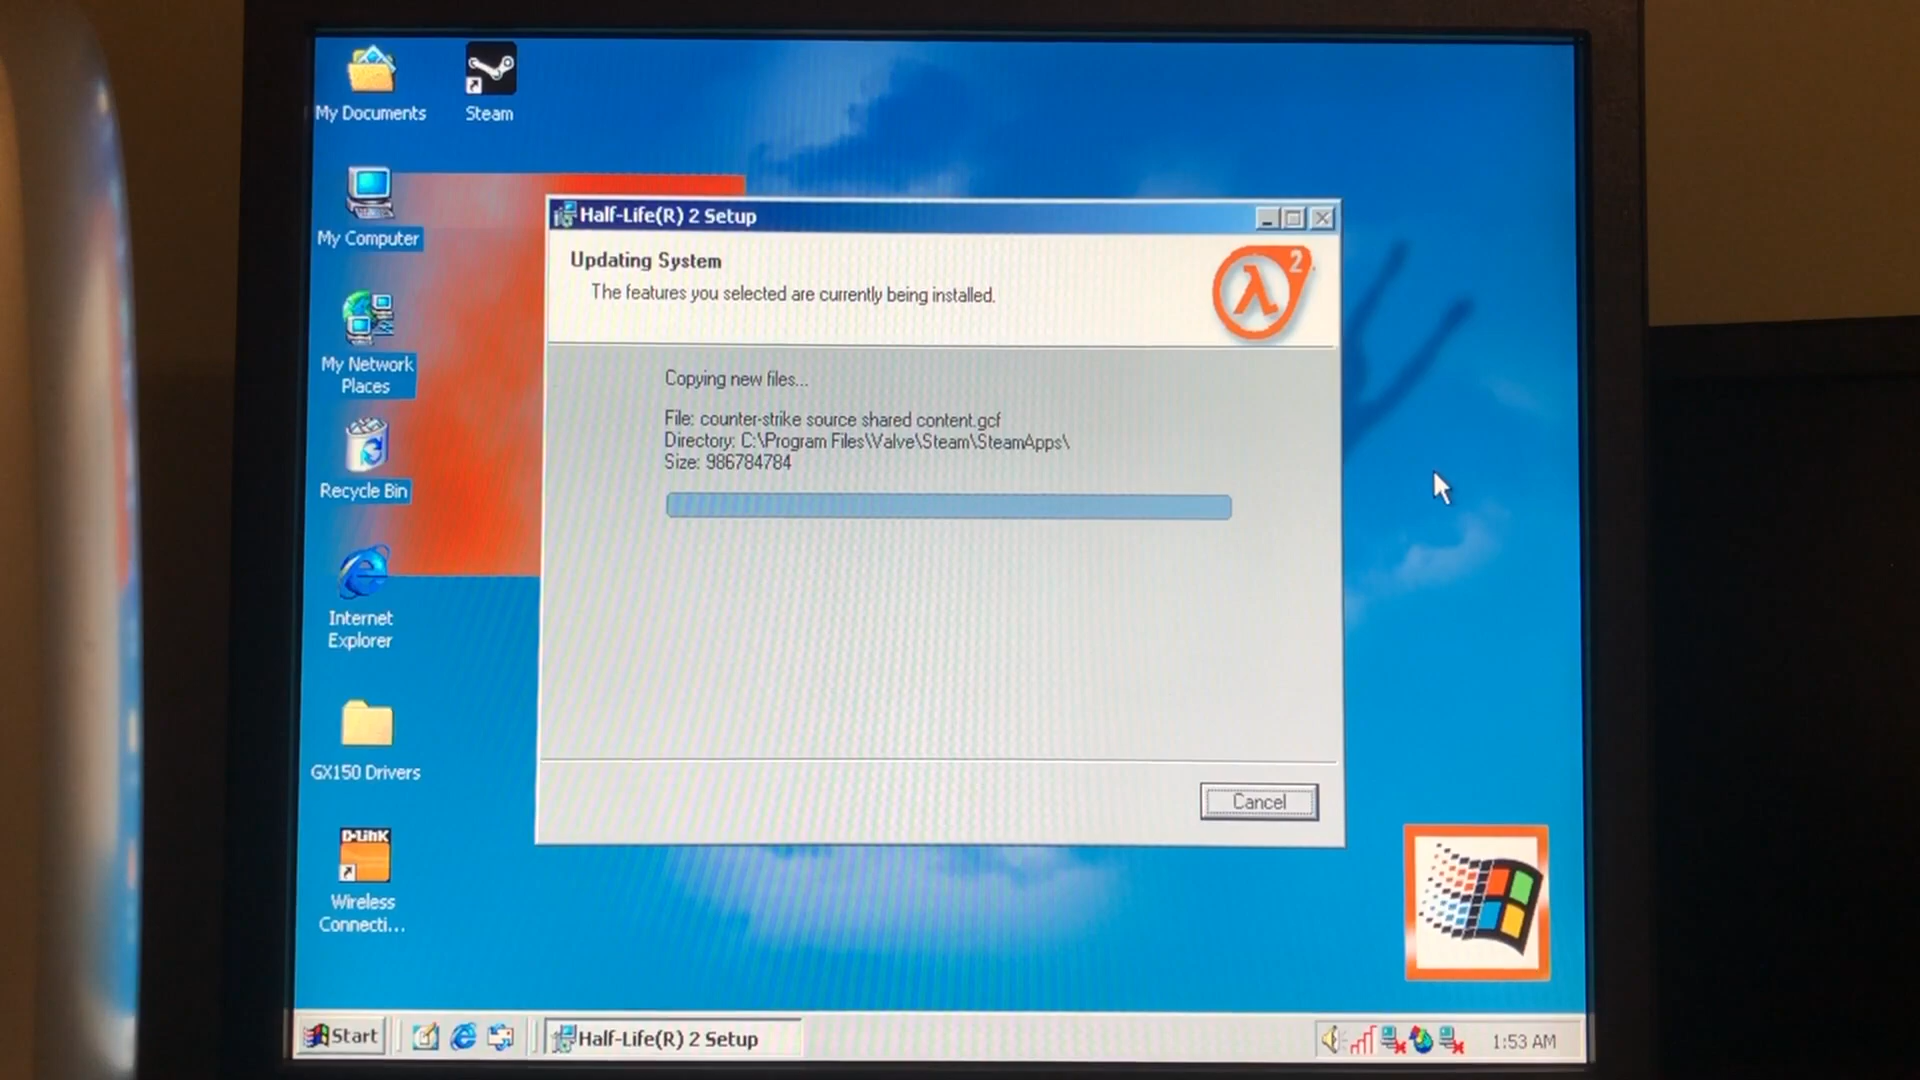 My Documents
Steam
My Computer
My Network
Places
Recycle Bin
Internet
Explorer
GX150 Drivers
D-Link
Wireless
Connecti...
Half-Life(R) 2 Setup
Updating System
The features you selected are currently being installed.
λ2
Copying new files...
File: counter-strike source shared content.gcf
Directory: C:\Program Files\Valve\Steam\SteamApps\
Size: 986784784
Cancel
Start
Half-Life(R) 2 Setup
1:53 AM